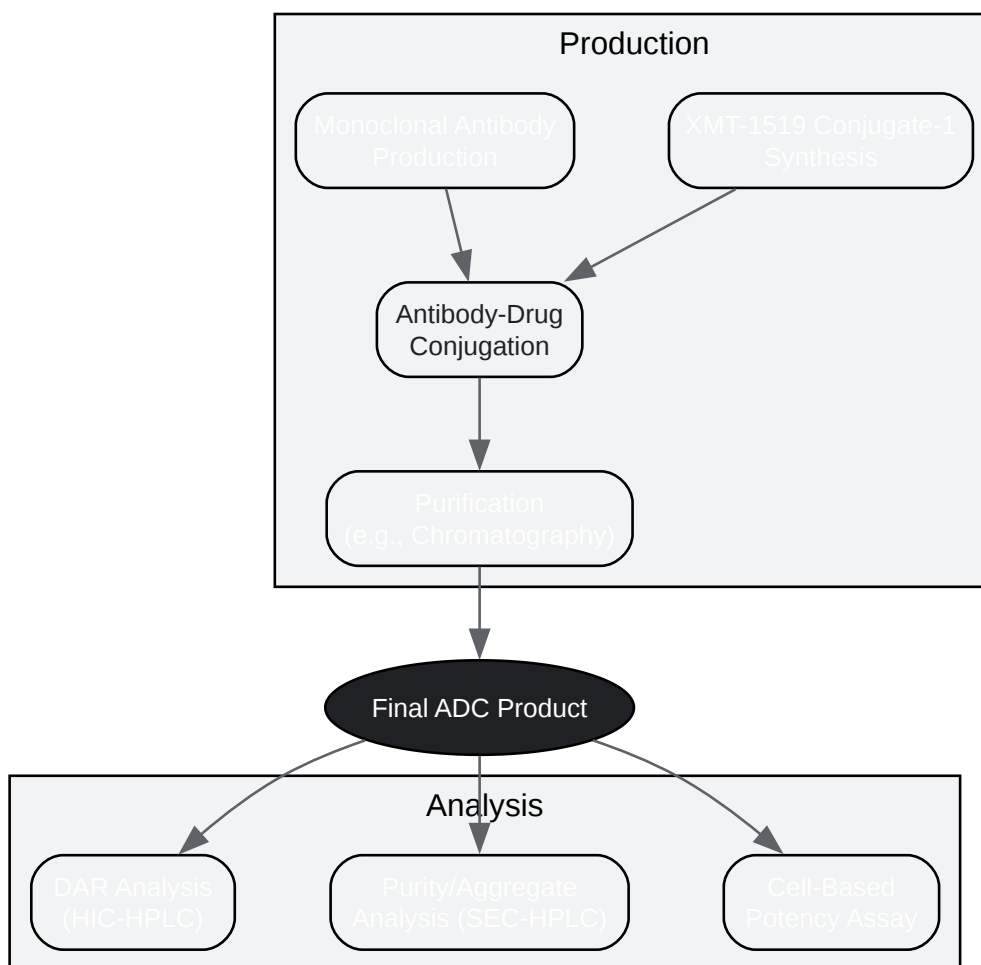 Production
Monoclonal Antibody
Production
XMT-1519 Conjugate-1
Synthesis
Antibody-Drug
Conjugation
Purification
(e.g., Chromatography)
Final ADC Product
Analysis
DAR Analysis
(HIC-HPLC)
Purity/Aggregate
Analysis (SEC-HPLC)
Cell-Based
Potency Assay